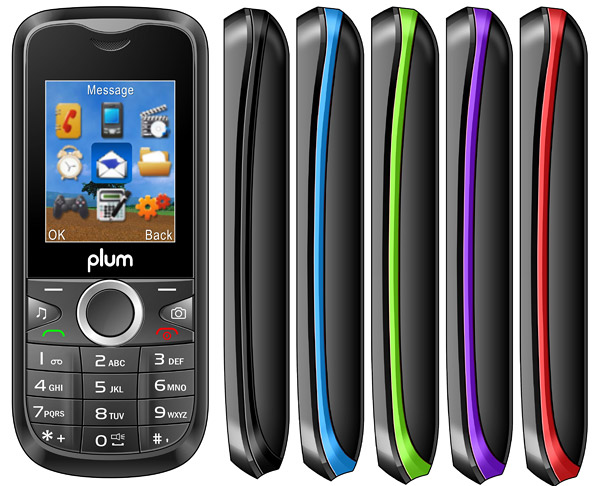 Message
OK Back
plum
1 2 ABC 3 DEF
4 GHI 5 JKL 6 MNO
7 PQRS 8 TUV 9 WXYZ
* + 0 # ,